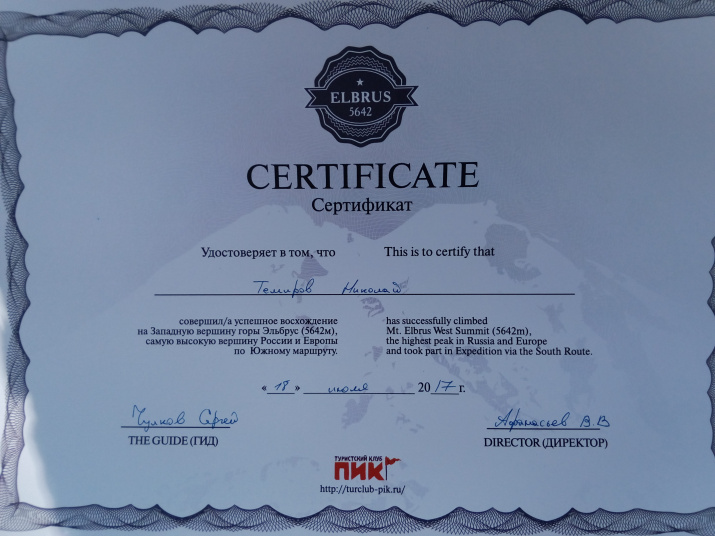 ELBRUS
5642
CERTIFICATE
Сертификат
Удостоверяет в том, что
This is to certify that
Темиров Николай
совершил/а успешное восхождение
на Западную вершину горы Эльбрус (5642м),
самую высокую вершину России и Европы
по Южному маршруту.
has successfully climbed
Mt. Elbrus West Summit (5642m),
the highest peak in Russia and Europe
and took part in Expedition via the South Route.
« 18 » июля 2017 г.
Чулков Сергей
THE GUIDE (ГИД)
Афанасьев В.В
DIRECTOR (ДИРЕКТОР)
ТУРИСТСКИЙ КЛУБ
ПИК
http://turclub-pik.ru/